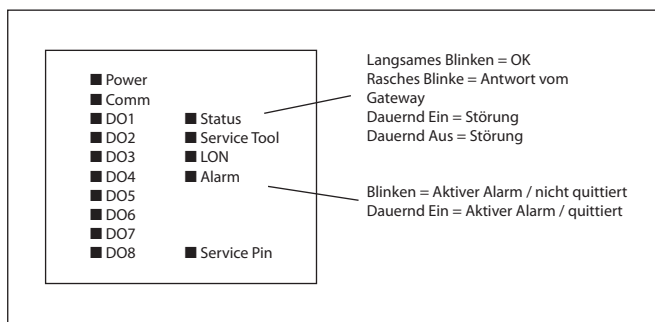 Power
Comm
DO1
DO2
DO3
DO4
DO5
DO6
DO7
DO8
Status
Service Tool
LON
Alarm
Service Pin
Langsames Blinken = OK
Rasches Blinke = Antwort vom
Gateway
Dauernd Ein = Störung
Dauernd Aus = Störung
Blinken = Aktiver Alarm / nicht quittiert
Dauernd Ein = Aktiver Alarm / quittiert